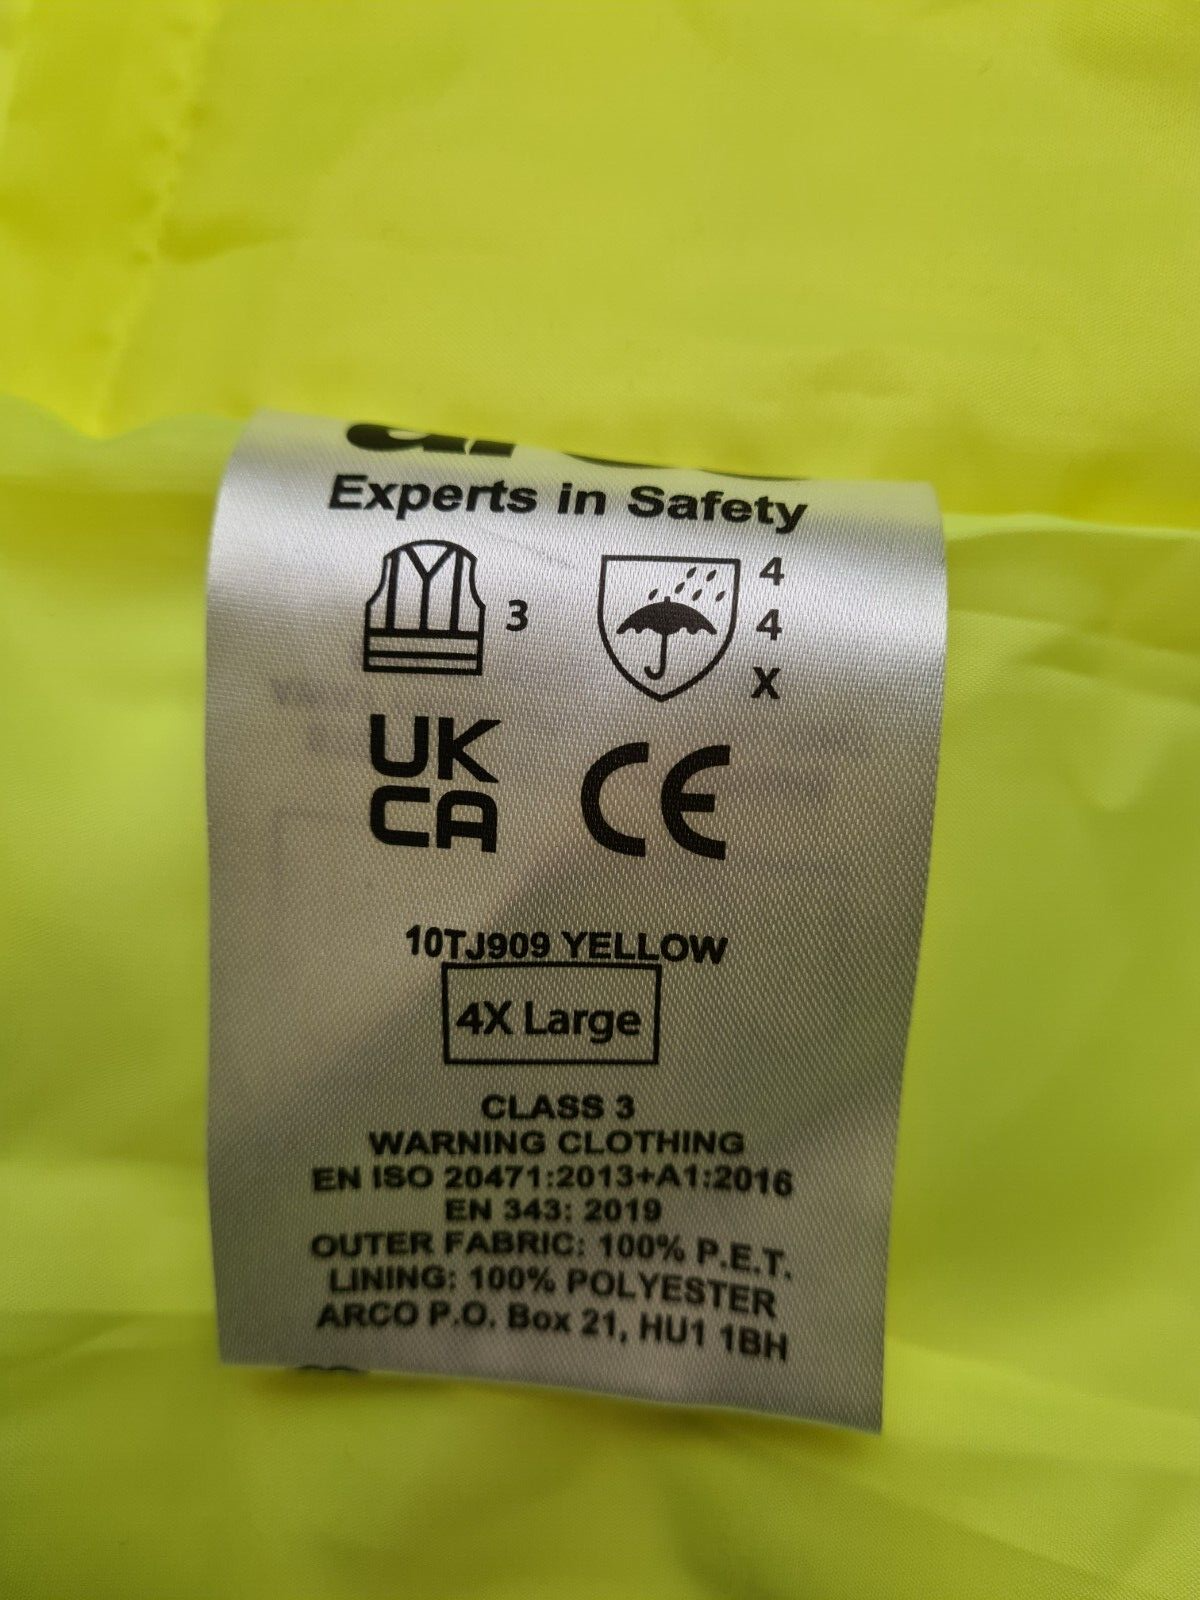 Experts in Safety
3
4
4
X
UK
CA
CE
10TJ909 YELLOW
4X Large
CLASS 3
WARNING CLOTHING
EN ISO 20471:2013+A1:2016
EN 343: 2019
OUTER FABRIC: 100% P.E.T.
LINING: 100% POLYESTER
ARCO P.O. Box 21, HU1 1BH